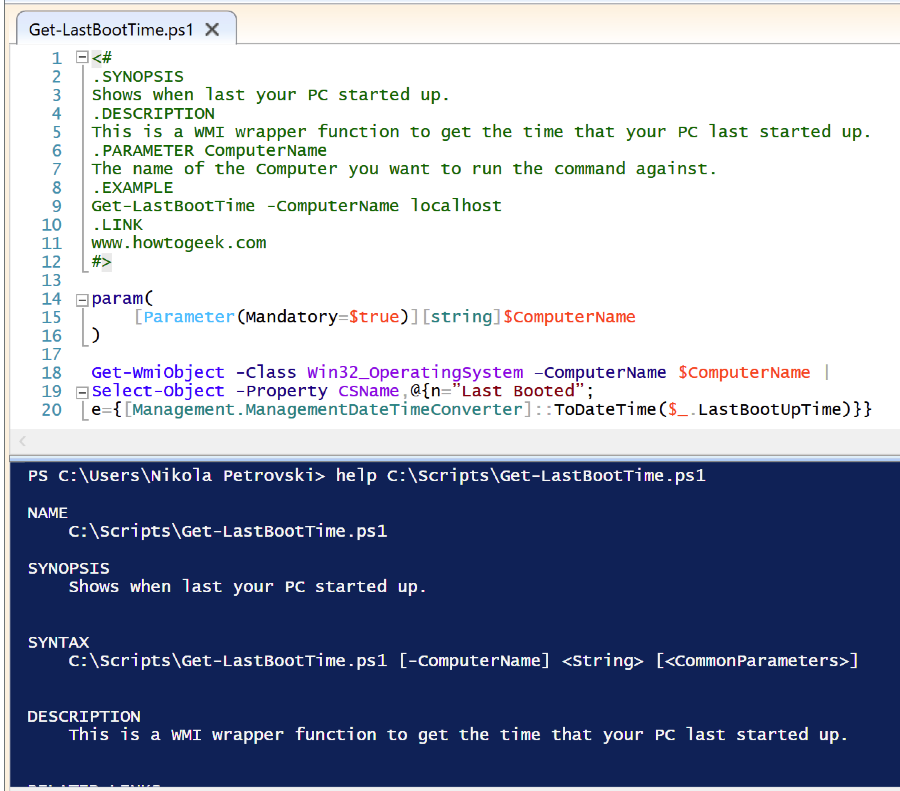 Get-LastBootTime.ps1
1 <#
2 .SYNOPSIS
3 Shows when last your PC started up.
4 .DESCRIPTION
5 This is a WMI wrapper function to get the time that your PC last started up.
6 .PARAMETER ComputerName
7 The name of the Computer you want to run the command against.
8 .EXAMPLE
9 Get-LastBootTime -ComputerName localhost
10 .LINK
11 www.howtogeek.com
12 #>
13
14 param(
15 [Parameter(Mandatory=$true)][string]$ComputerName
16 )
17
18 Get-WmiObject -Class Win32_OperatingSystem -ComputerName $ComputerName |
19 Select-Object -Property CSName,@{n="Last Booted";
20 e={[Management.ManagementDateTimeConverter]::ToDateTime($_.LastBootUpTime)}}
PS C:\Users\Nikola Petrovski> help C:\Scripts\Get-LastBootTime.ps1
NAME
C:\Scripts\Get-LastBootTime.ps1
SYNOPSIS
Shows when last your PC started up.
SYNTAX
C:\Scripts\Get-LastBootTime.ps1 [-ComputerName] <String> [<CommonParameters>]
DESCRIPTION
This is a WMI wrapper function to get the time that your PC last started up.